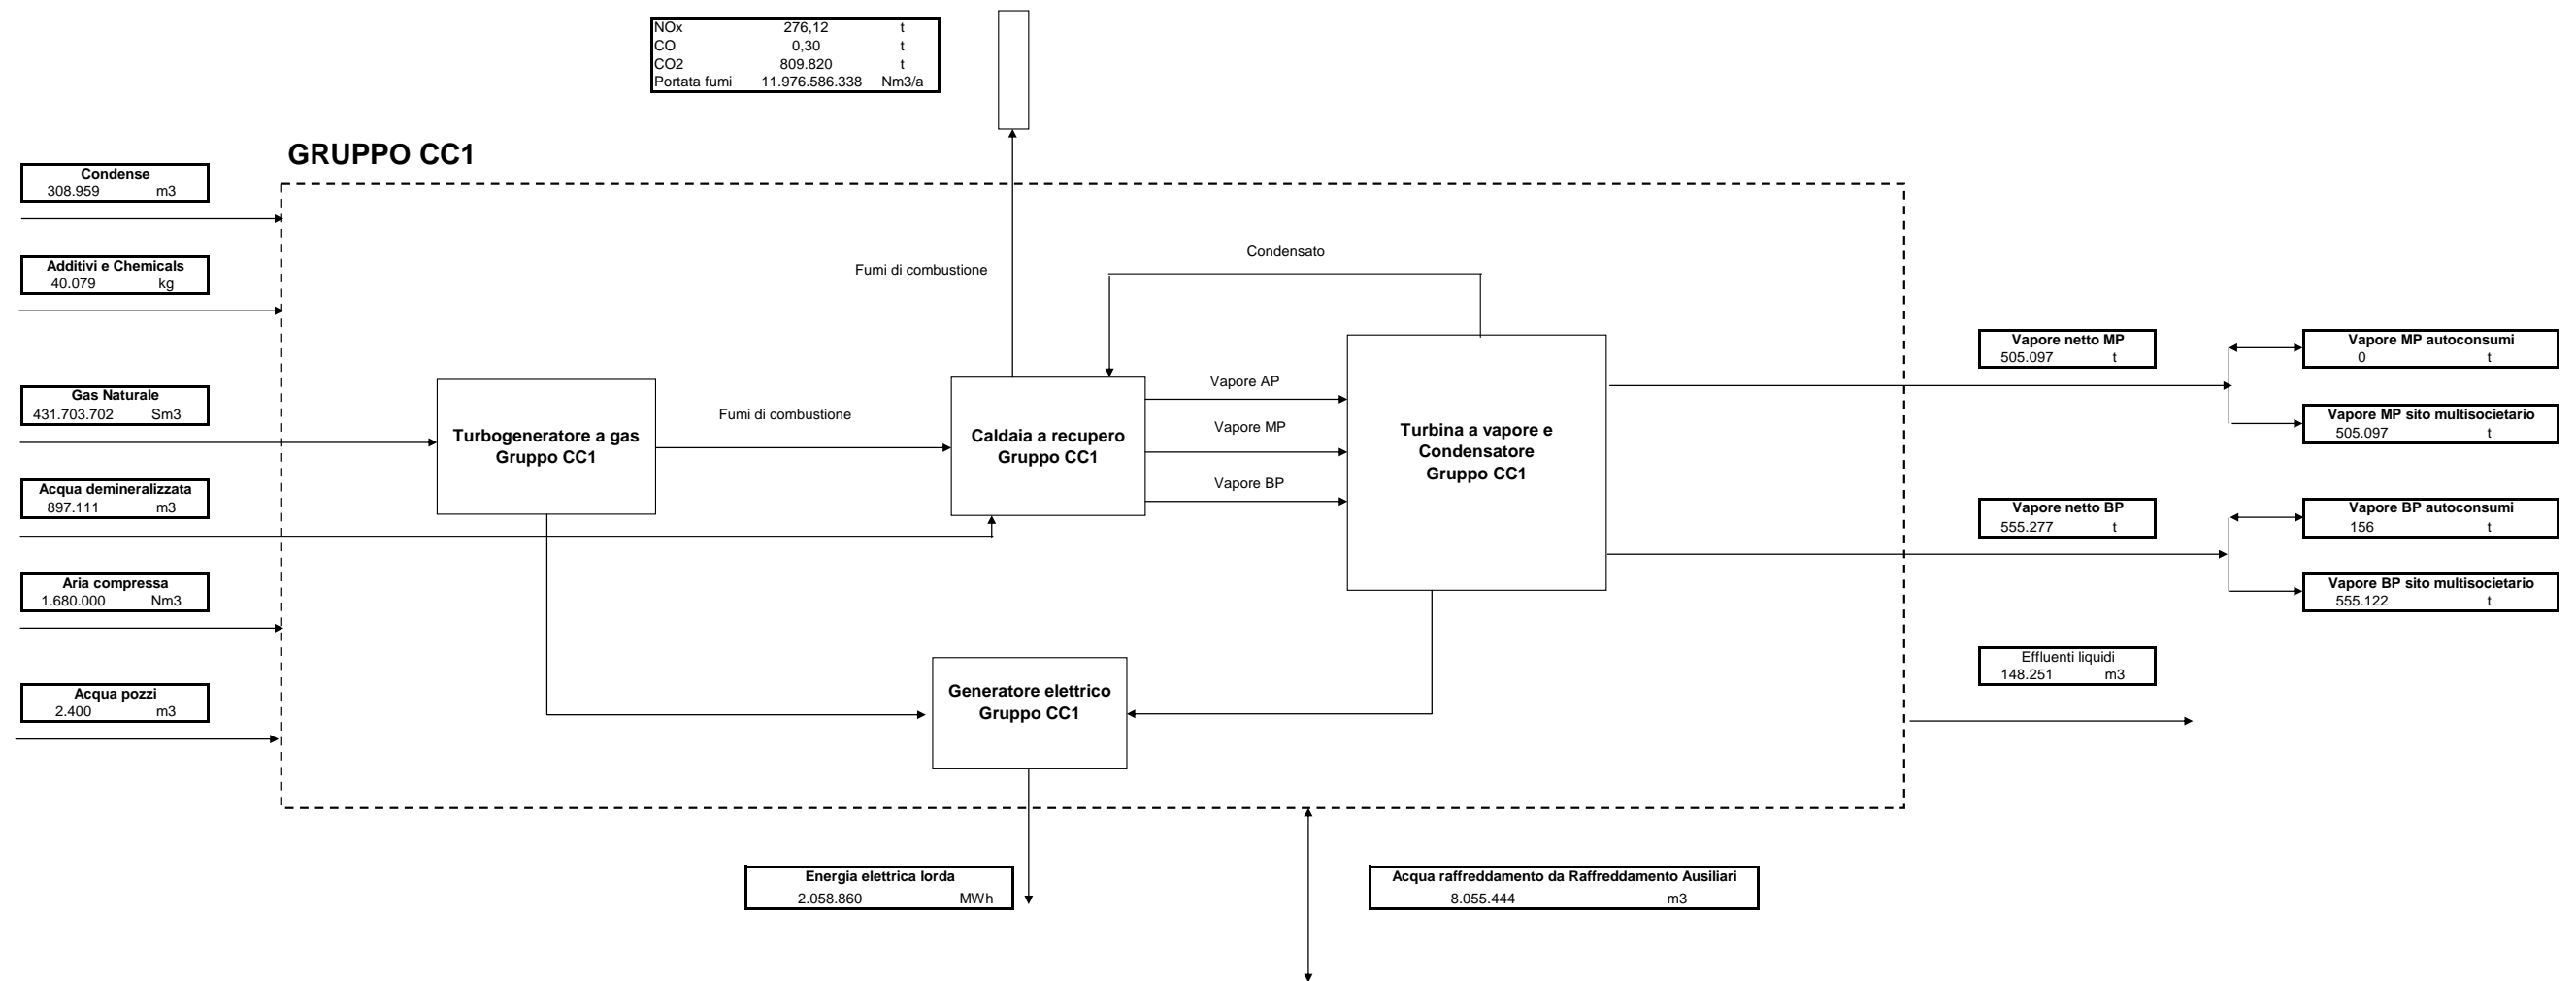 NOx 276,12 t
CO 0,30 t
CO2 809.820 t
Portata fumi 11.976.586.338 Nm3/a
GRUPPO CC1
Condense
308.959 m3
Additivi e Chemicals
40.079 kg
Gas Naturale
431.703.702 Sm3
Acqua demineralizzata
897.111 m3
Aria compressa
1.680.000 Nm3
Acqua pozzi
2.400 m3
Turbogeneratore a gas
Gruppo CC1
Fumi di combustione
Fumi di combustione
Caldaia a recupero
Gruppo CC1
Condensato
Vapore AP
Vapore MP
Vapore BP
Turbina a vapore e
Condensatore
Gruppo CC1
Generatore elettrico
Gruppo CC1
Vapore netto MP
505.097 t
Vapore MP autoconsumi
0 t
Vapore MP sito multisocietario
505.097 t
Vapore netto BP
555.277 t
Vapore BP autoconsumi
156 t
Vapore BP sito multisocietario
555.122 t
Effluenti liquidi
148.251 m3
Energia elettrica lorda
2.058.860 MWh
Acqua raffreddamento da Raffreddamento Ausiliari
8.055.444 m3